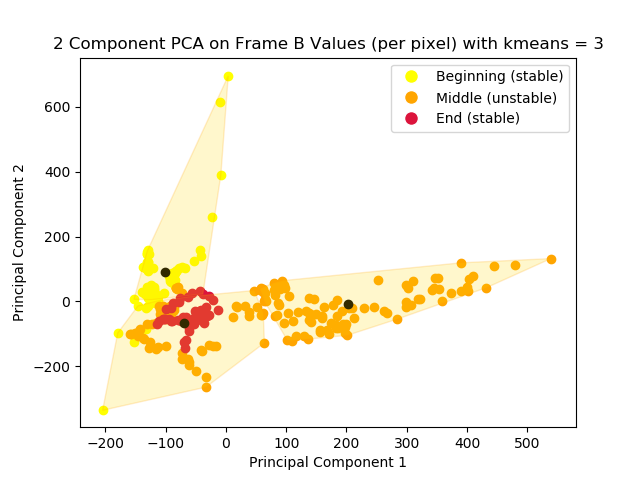 2 Component PCA on Frame B Values (per pixel) with kmeans = 3
Beginning (stable)
Middle (unstable)
End (stable)
600
400
200
0
−200
Principal Component 2
−200 −100 0 100 200 300 400 500
Principal Component 1